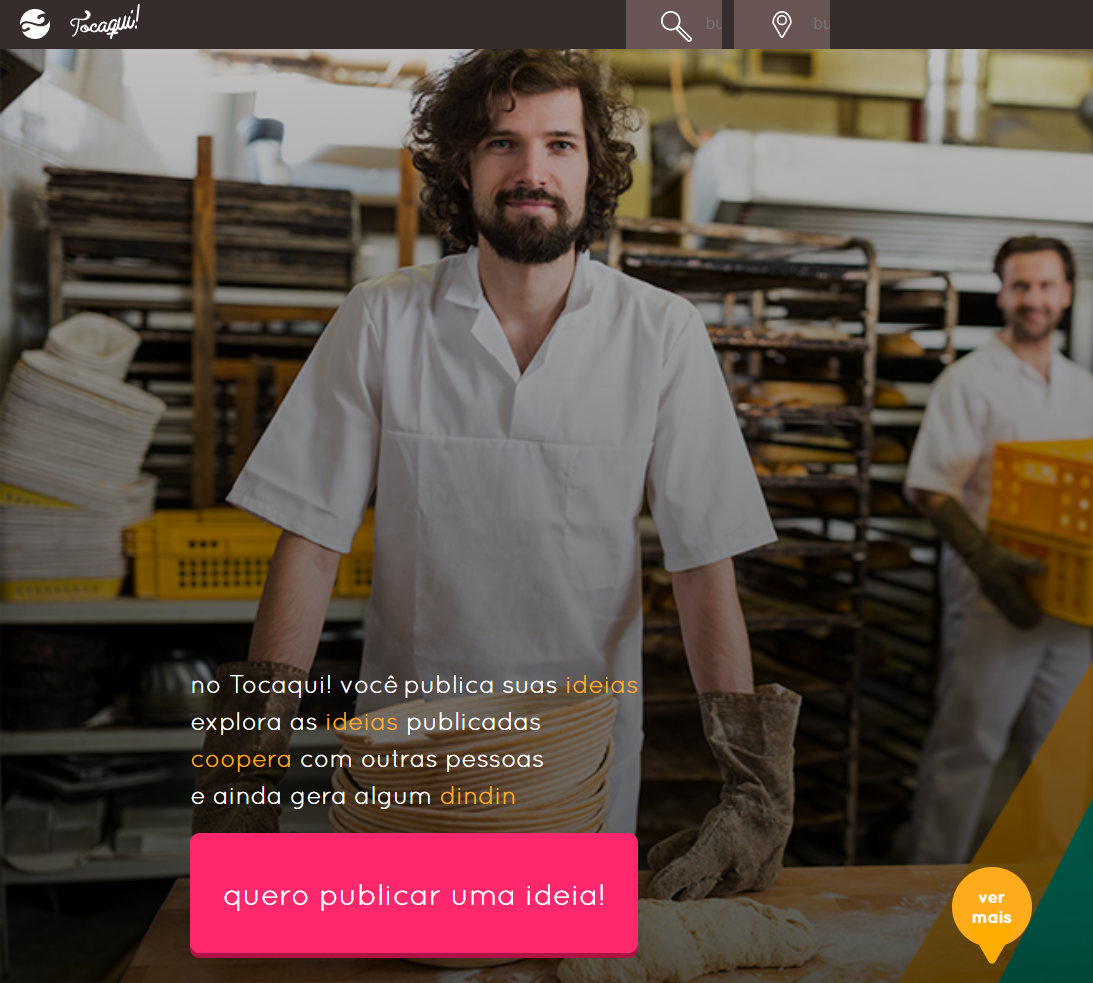 Tocaqui!
bu
bu
no Tocaqui! você publica suas ideias
explora as ideias publicadas
coopera com outras pessoas
e ainda gera algum dindin
quero publicar uma ideia!
ver
mais